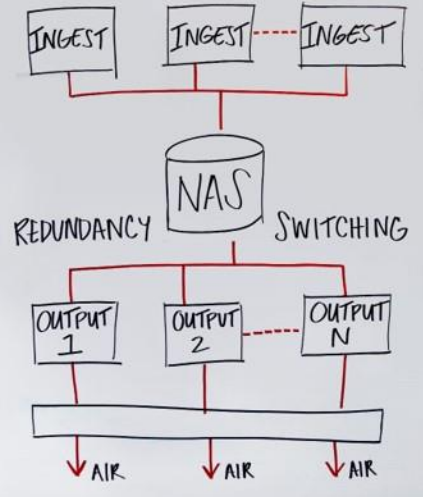 INGEST
INGEST
INGEST
NAS
REDUNDANCY
SWITCHING
OUTPUT
1
OUTPUT
2
OUTPUT
N
AIR
AIR
AIR